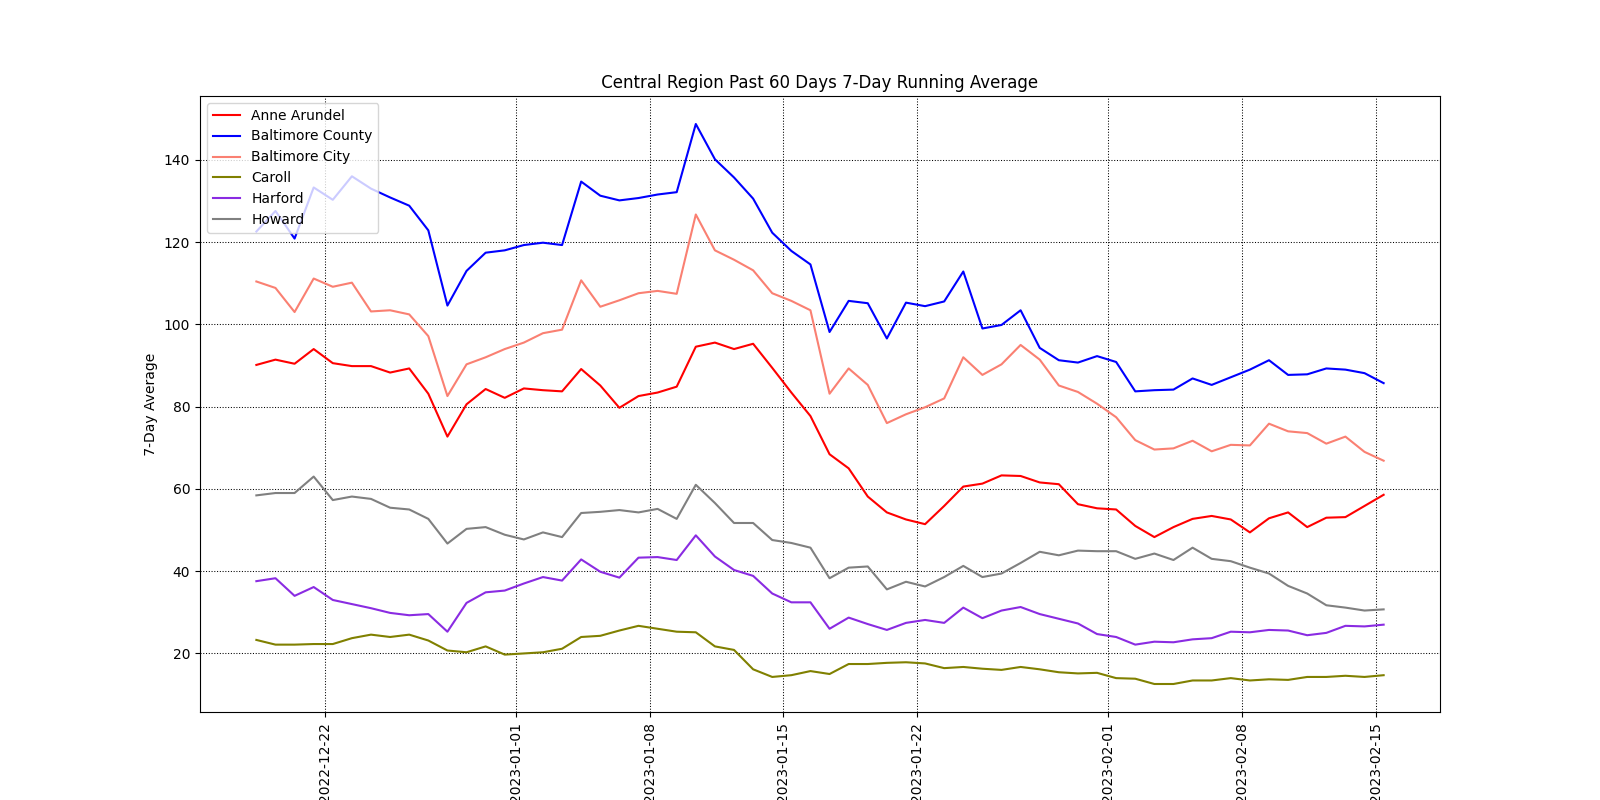 Central Region Past 60 Days 7-Day Running Average
Anne Arundel
Baltimore County
Baltimore City
Caroll
Harford
Howard
7-Day Average
140
120
100
80
60
40
20
2022-12-22
2023-01-01
2023-01-08
2023-01-15
2023-01-22
2023-02-01
2023-02-08
2023-02-15